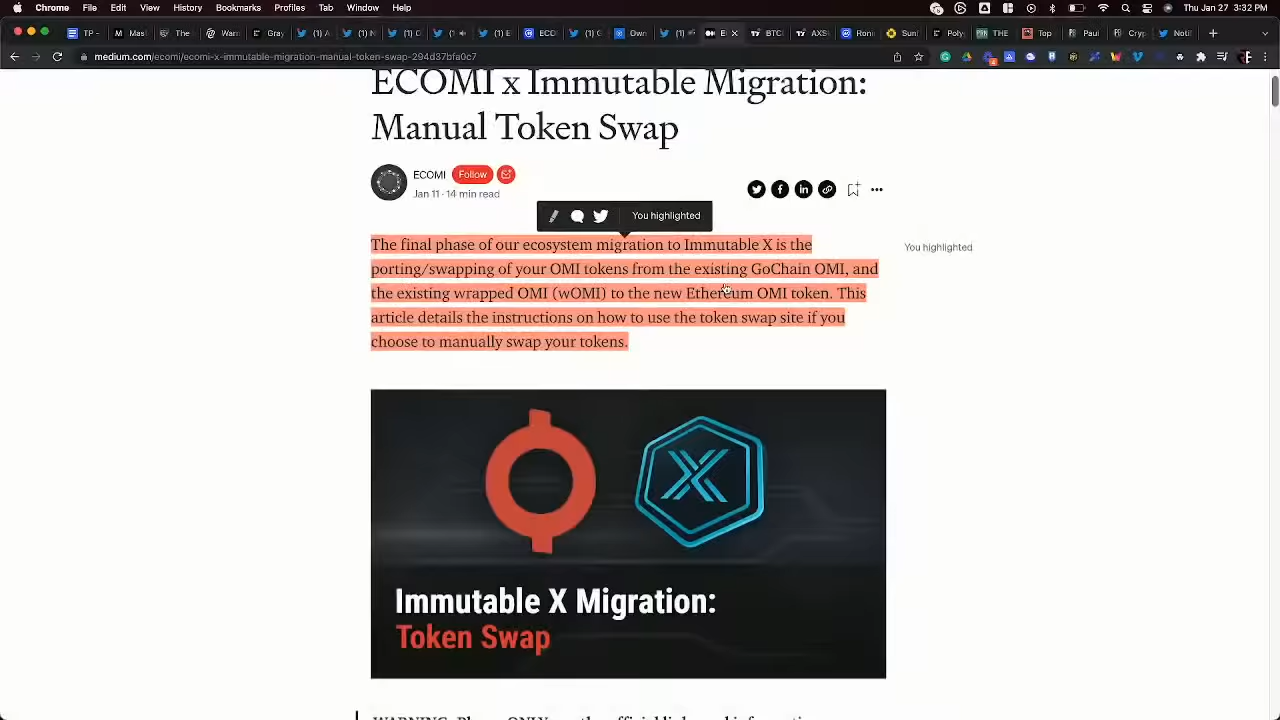 Chrome File Edit View History Bookmarks Profiles Tab Window Help Thu Jan 27 3:32 PM
medium.com/ecomi/ecomi-x-immutable-migration-manual-token-swap-294d37bfa0c7
ECOMI x Immutable Migration:
Manual Token Swap
ECOMI Follow
Jan 11 · 14 min read
You highlighted
The final phase of our ecosystem migration to Immutable X is the
You highlighted
porting/swapping of your OMI tokens from the existing GoChain OMI, and
the existing wrapped OMI (wOMI) to the new Ethereum OMI token. This
article details the instructions on how to use the token swap site if you
choose to manually swap your tokens.
Immutable X Migration:
Token Swap